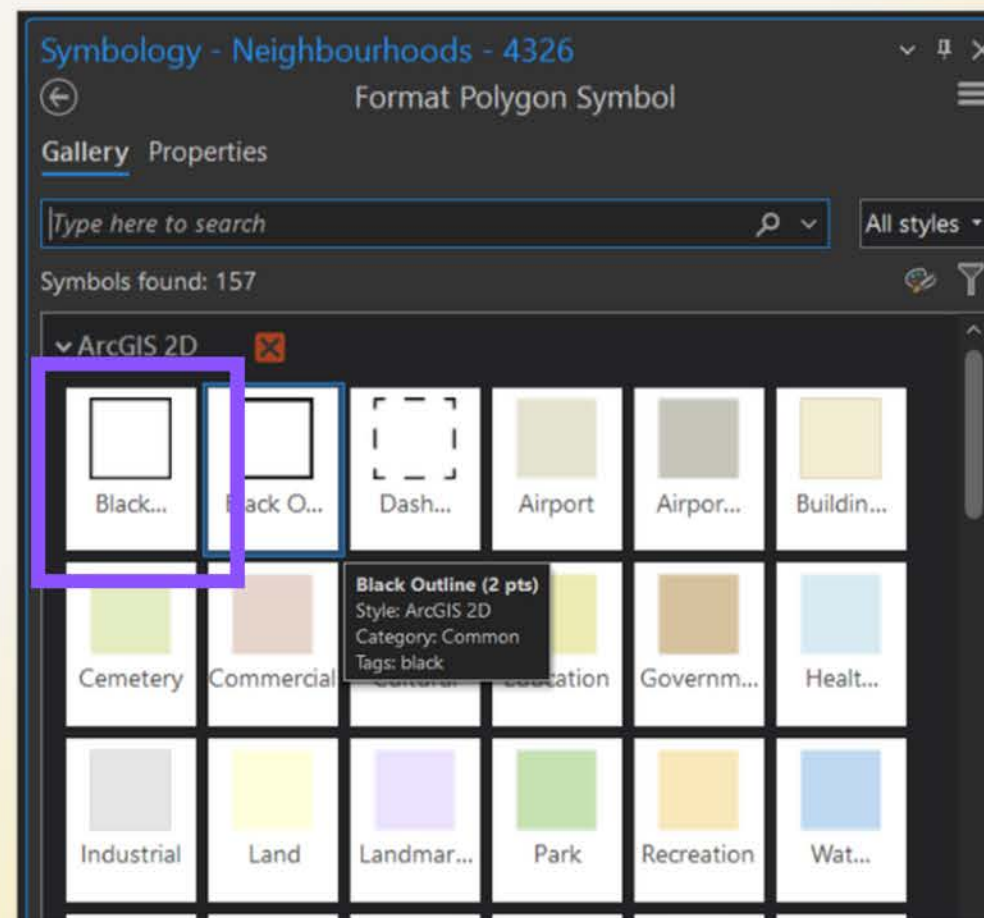 Symbology - Neighbourhoods - 4326
Format Polygon Symbol
Gallery Properties
Type here to search
All styles
Symbols found: 157
ArcGIS 2D
Black... ack O... Dash... Airport Airpor... Buildin...
Black Outline (2 pts)
Style: ArcGIS 2D
Category: Common
Tags: black
Cemetery Commercial Governm... Healt...
Industrial Land Landmar... Park Recreation Wat...